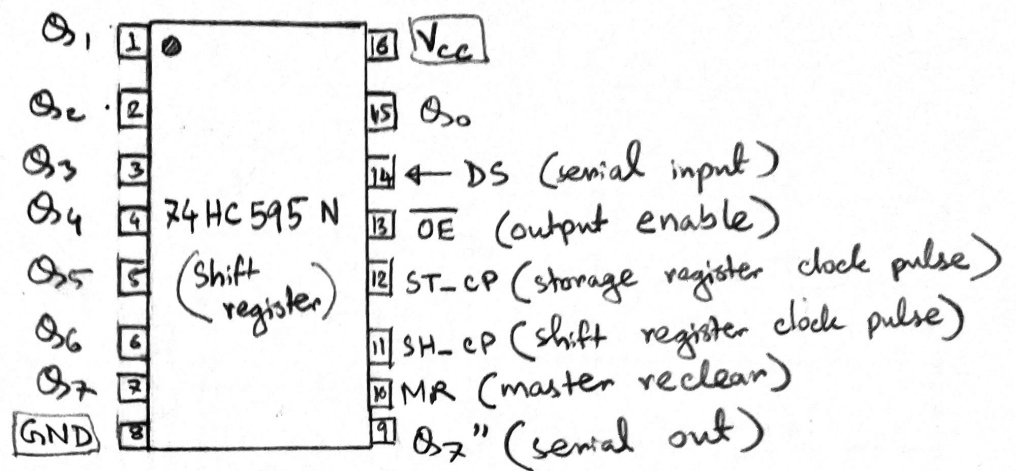 Q1 1 16 Vcc
Q2 2 15 Q0
Q3 3 14 ← DS (serial input)
Q4 4 74HC595N 13 OE (output enable)
Q5 5 (Shift register) 12 ST_CP (storage register clock pulse)
Q6 6 11 SH_CP (shift register clock pulse)
Q7 7 10 MR (master reclear)
GND 8 9 Q7" (serial out)